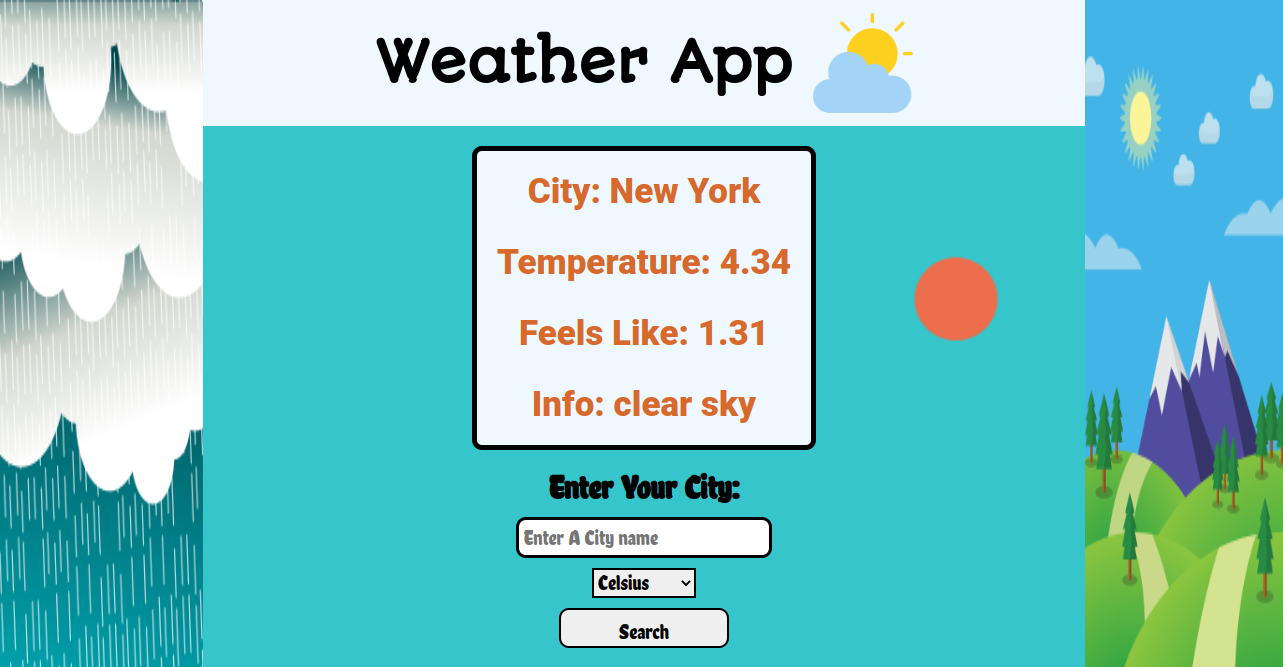 Weather App
City: New York
Temperature: 4.34
Feels Like: 1.31
Info: clear sky
Enter Your City:
Enter A City name
Celsius
Search